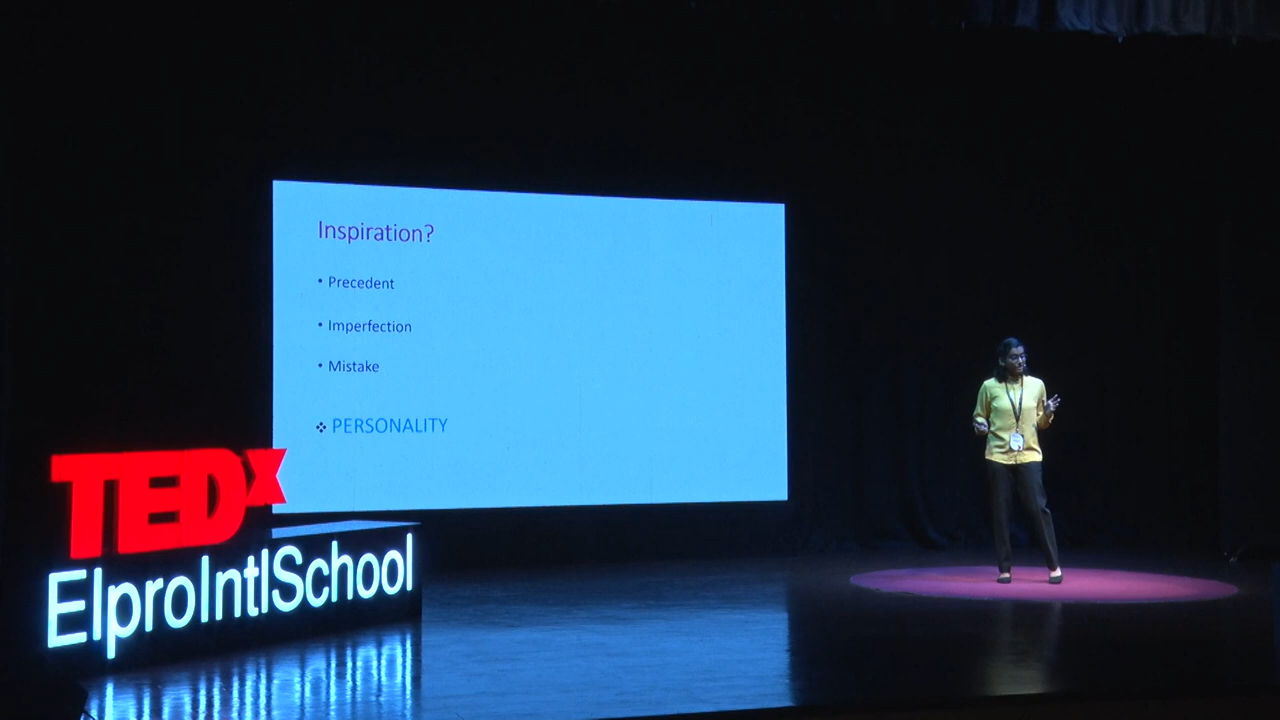 Inspiration?
• Precedent
• Imperfection
• Mistake
❖ PERSONALITY
TEDx
ElproIntlSchool